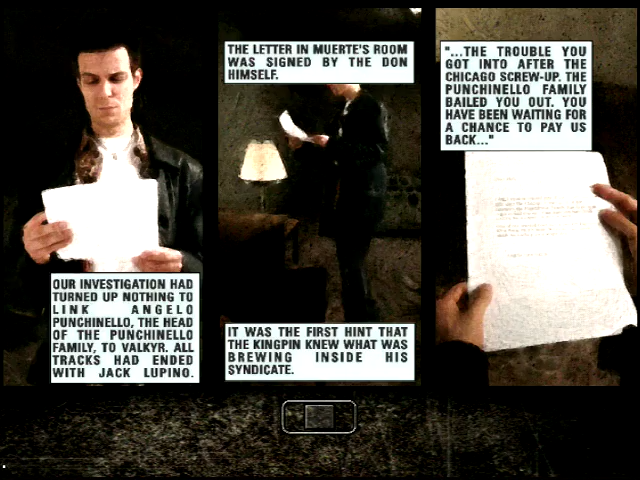 OUR INVESTIGATION HAD
TURNED UP NOTHING TO
LINK ANGELO
PUNCHINELLO, THE HEAD
OF THE PUNCHINELLO
FAMILY, TO VALKYR. ALL
TRACKS HAD ENDED
WITH JACK LUPINO.
THE LETTER IN MUERTE'S ROOM
WAS SIGNED BY THE DON
HIMSELF.
IT WAS THE FIRST HINT THAT
THE KINGPIN KNEW WHAT WAS
BREWING INSIDE HIS
SYNDICATE.
"...THE TROUBLE YOU
GOT INTO AFTER THE
CHICAGO SCREW-UP. THE
PUNCHINELLO FAMILY
BAILED YOU OUT. YOU
HAVE BEEN WAITING FOR
A CHANCE TO PAY US
BACK..."